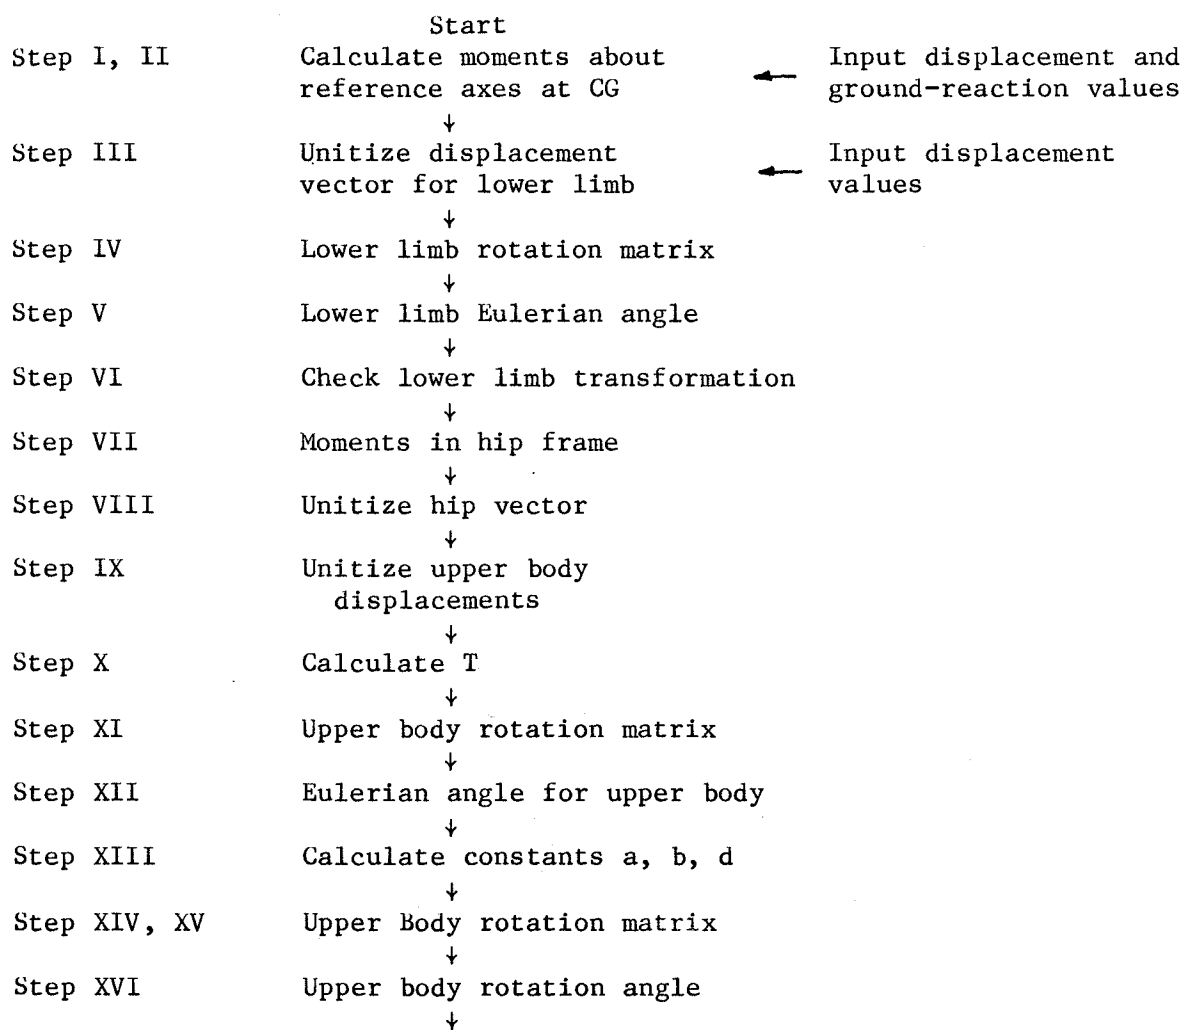 Start
Step I, II Calculate moments about Input displacement and
reference axes at CG ground-reaction values
Step III Unitize displacement Input displacement
vector for lower limb values
Step IV Lower limb rotation matrix
Step V Lower limb Eulerian angle
Step VI Check lower limb transformation
Step VII Moments in hip frame
Step VIII Unitize hip vector
Step IX Unitize upper body
displacements
Step X Calculate T
Step XI Upper body rotation matrix
Step XII Eulerian angle for upper body
Step XIII Calculate constants a, b, d
Step XIV, XV Upper Body rotation matrix
Step XVI Upper body rotation angle